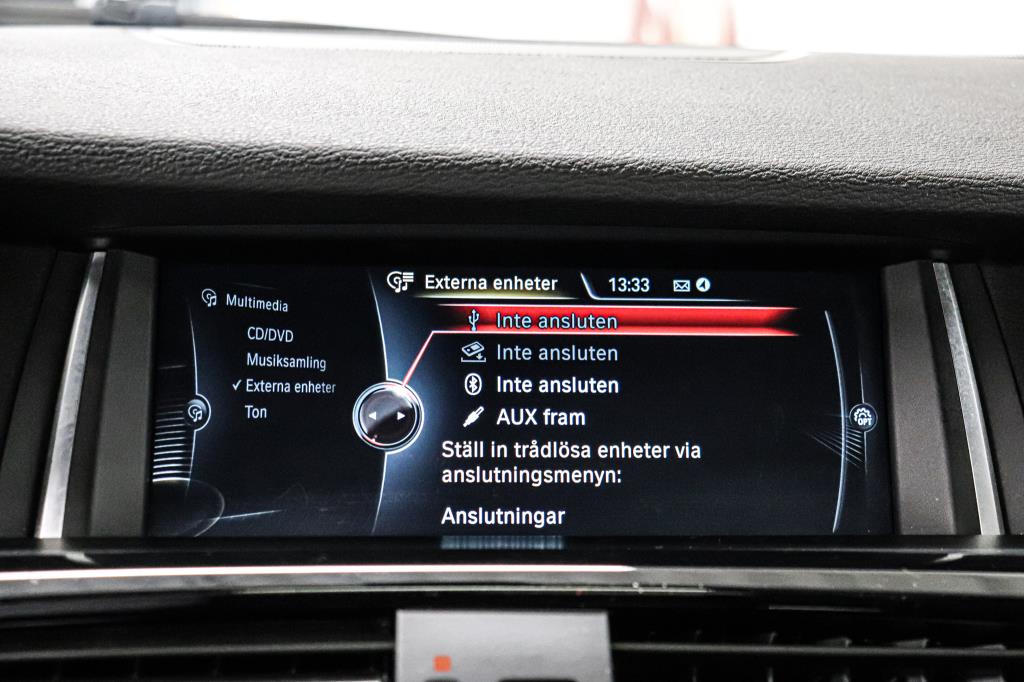 Externa enheter
13:33
Multimedia
CD/DVD
Musiksamling
Externa enheter
Ton
Inte ansluten
Inte ansluten
Inte ansluten
AUX fram
Ställ in trådlösa enheter via
anslutningsmenyn:
Anslutningar
OPT